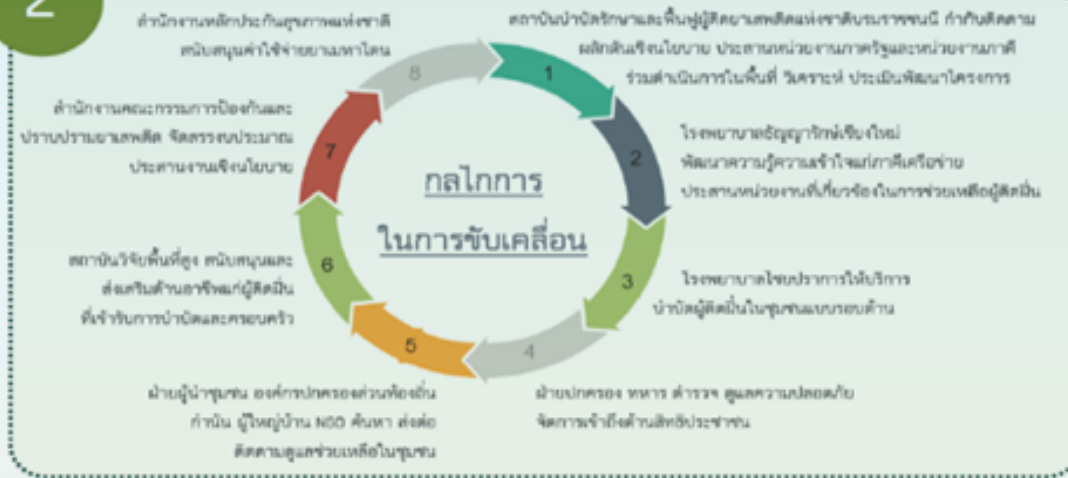 2
กลไกการ
ในการขับเคลื่อน
1
สถาบันบำบัดรักษาและฟื้นฟูผู้ติดยาเสพติดแห่งชาติบรมราชชนนี กำกับติดตาม
ผลักดันเชิงนโยบาย ประสานหน่วยงานภาครัฐและหน่วยงานภาคี
ร่วมดำเนินการในพื้นที่ วิเคราะห์ ประเมินพัฒนาโครงการ
2
โรงพยาบาลธัญญารักษ์เชียงใหม่
พัฒนาความรู้ความเข้าใจแก่ภาคีเครือข่าย
ประสานหน่วยงานที่เกี่ยวข้องในการช่วยเหลือผู้ติดฝิ่น
3
โรงพยาบาลไชยปราการให้บริการ
บำบัดผู้ติดฝิ่นในชุมชนแบบรอบด้าน
4
ฝ่ายปกครอง ทหาร ตำรวจ ดูแลความปลอดภัย
จัดการเข้าถึงด้านสิทธิประชาชน
5
ฝ่ายผู้นำชุมชน องค์กรปกครองส่วนท้องถิ่น
กำนัน ผู้ใหญ่บ้าน NGO ค้นหา ส่งต่อ
ติดตามดูแลช่วยเหลือในชุมชน
6
สถาบันวิจัยพื้นที่สูง สนับสนุนและ
ส่งเสริมด้านอาชีพแก่ผู้ติดฝิ่น
ที่เข้ารับการบำบัดและครอบครัว
7
สำนักงานคณะกรรมการป้องกันและ
ปราบปรามยาเสพติด จัดสรรงบประมาณ
ประสานงานเชิงนโยบาย
8
สำนักงานหลักประกันสุขภาพแห่งชาติ
สนับสนุนค่าใช้จ่ายยาเมทาโดน